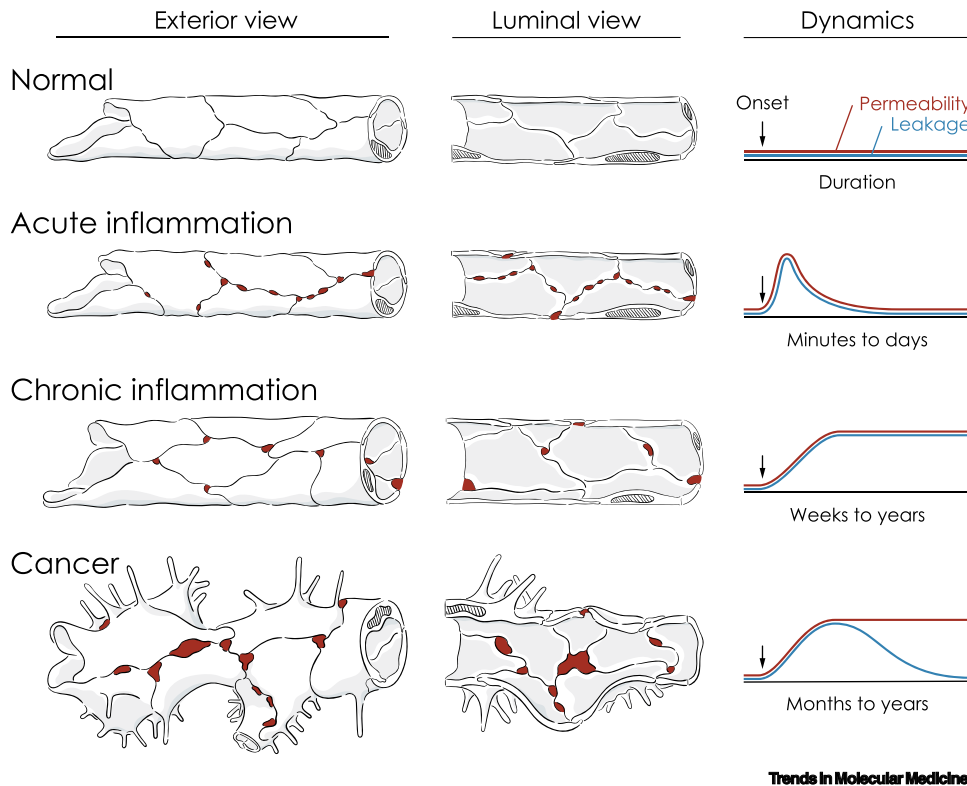 Exterior view
Luminal view
Dynamics
Normal
Onset
Permeability
Leakage
Duration
Acute inflammation
Minutes to days
Chronic inflammation
Weeks to years
Cancer
Months to years
Trends in Molecular Medicine